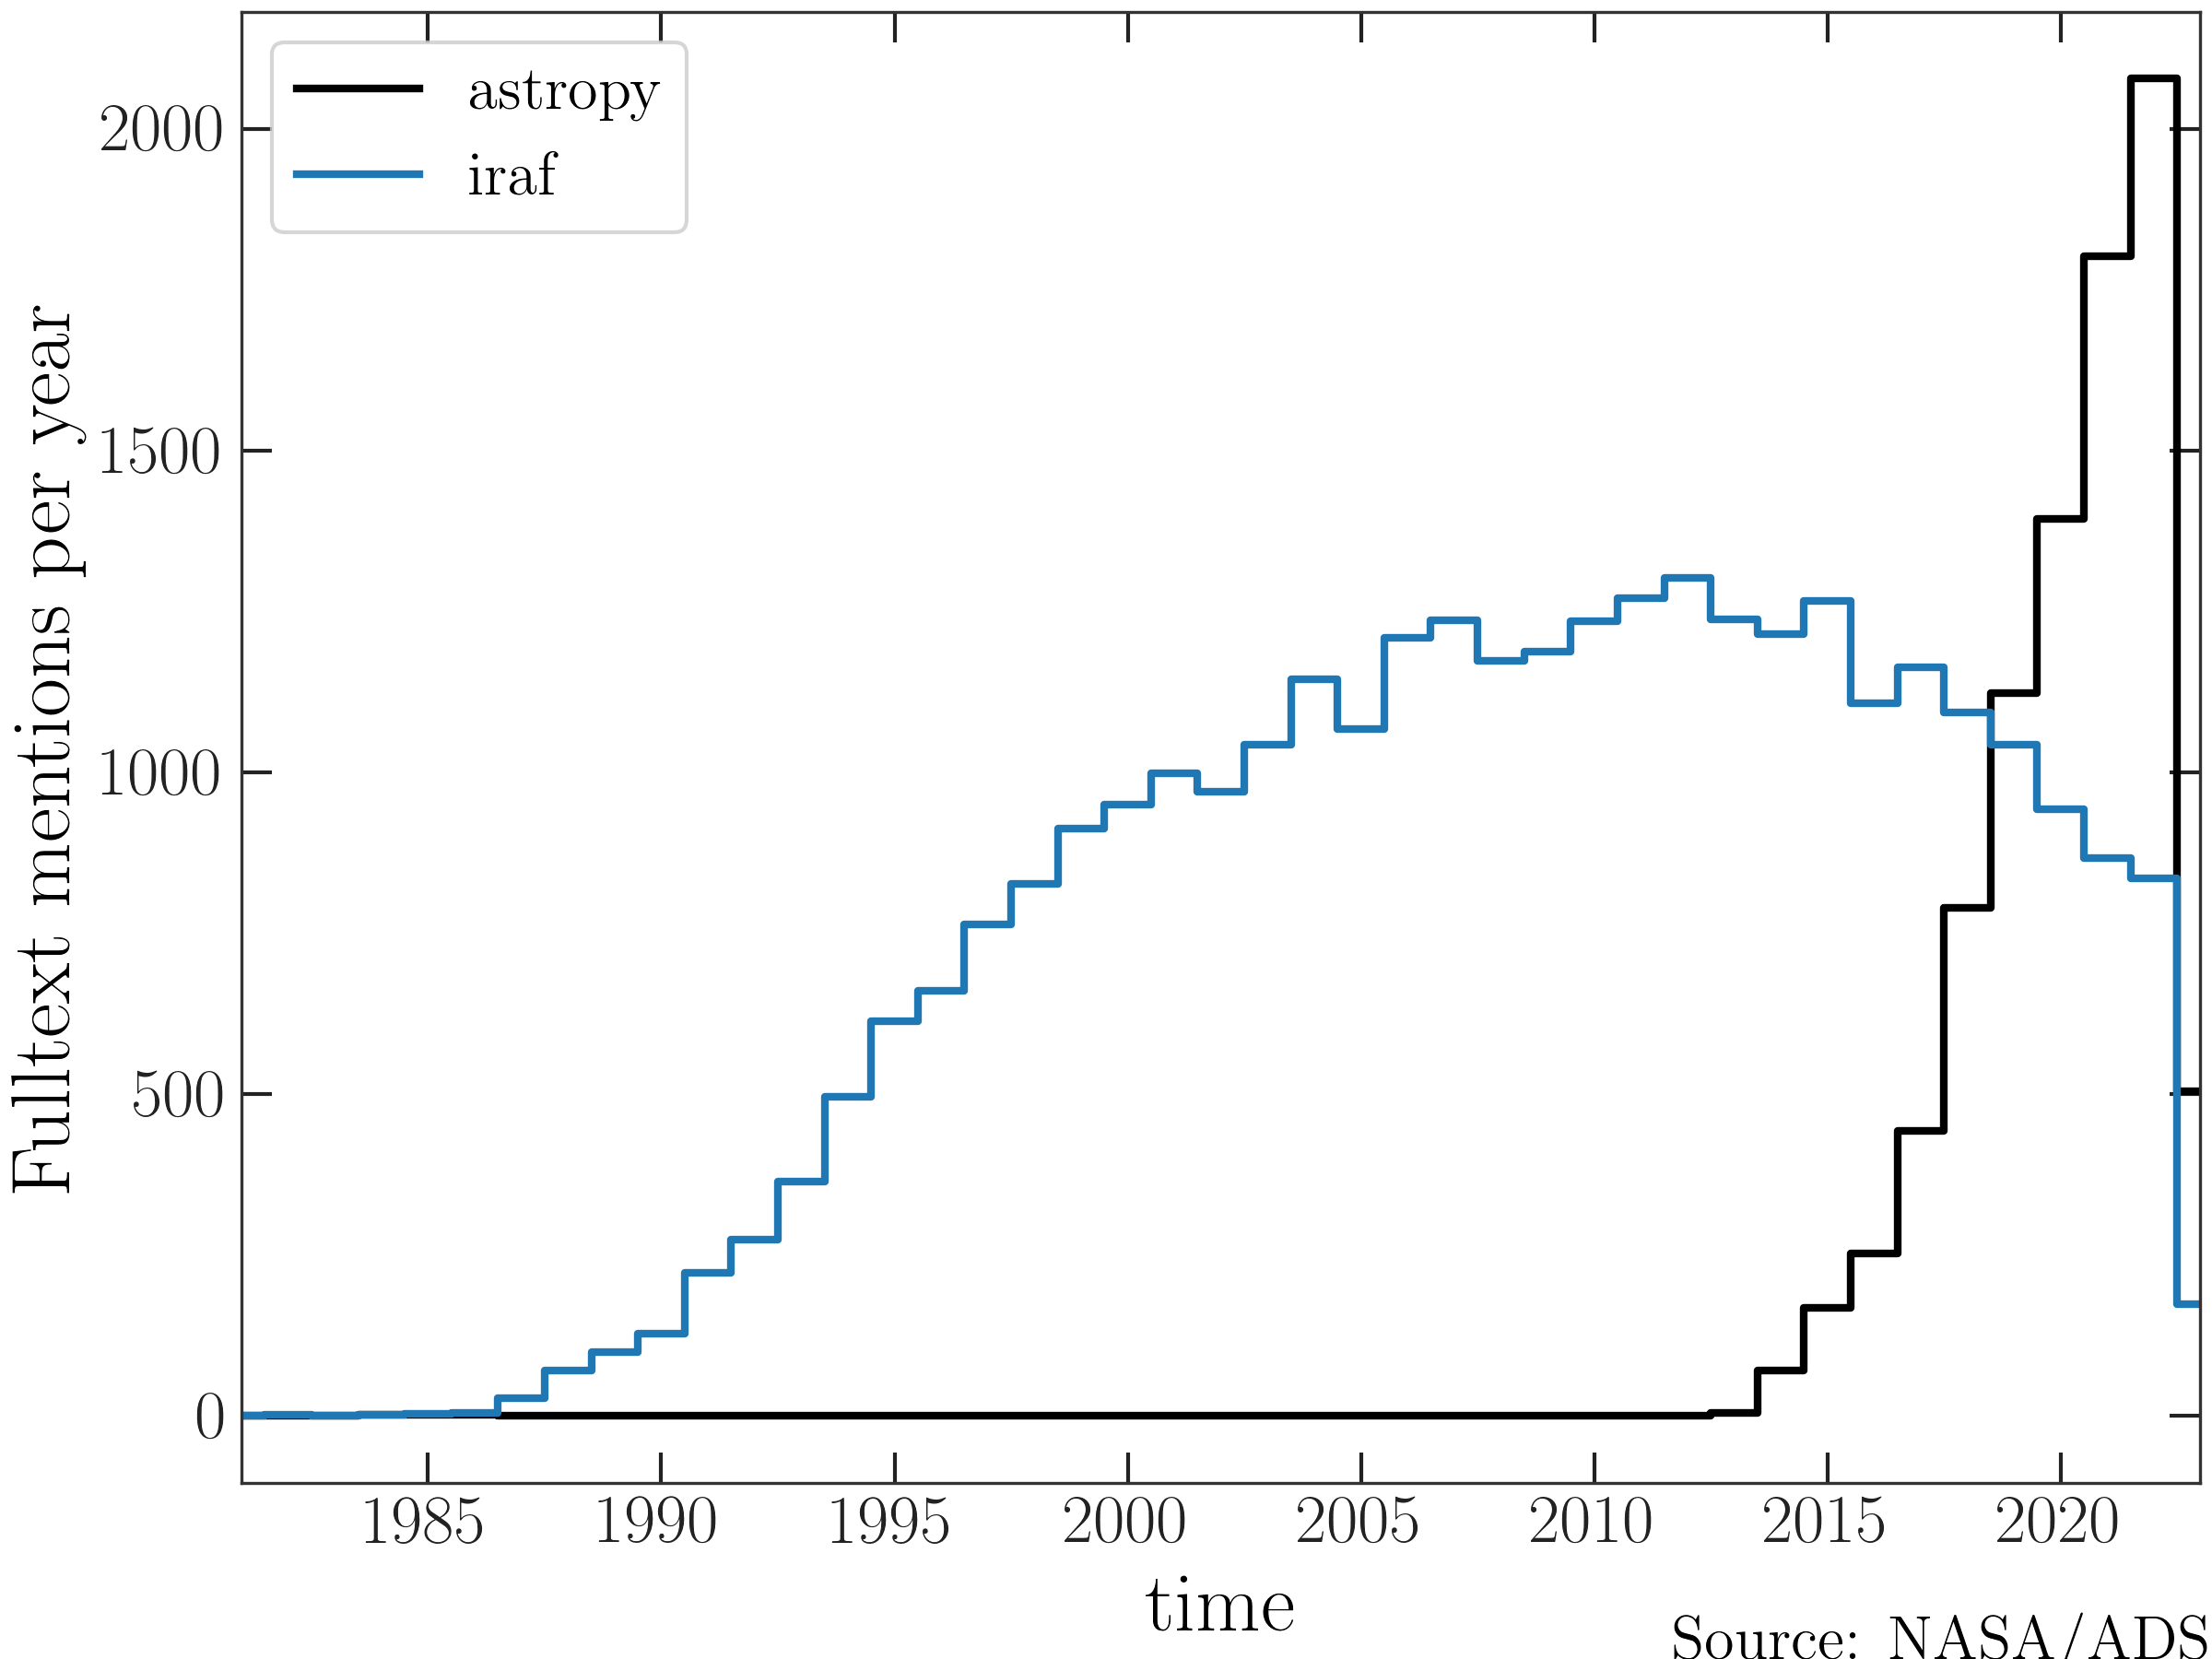 astropy
iraf
Fulltext mentions per year
2000
1500
1000
500
0
1985 1990 1995 2000 2005 2010 2015 2020
time
Source: NASA/ADS